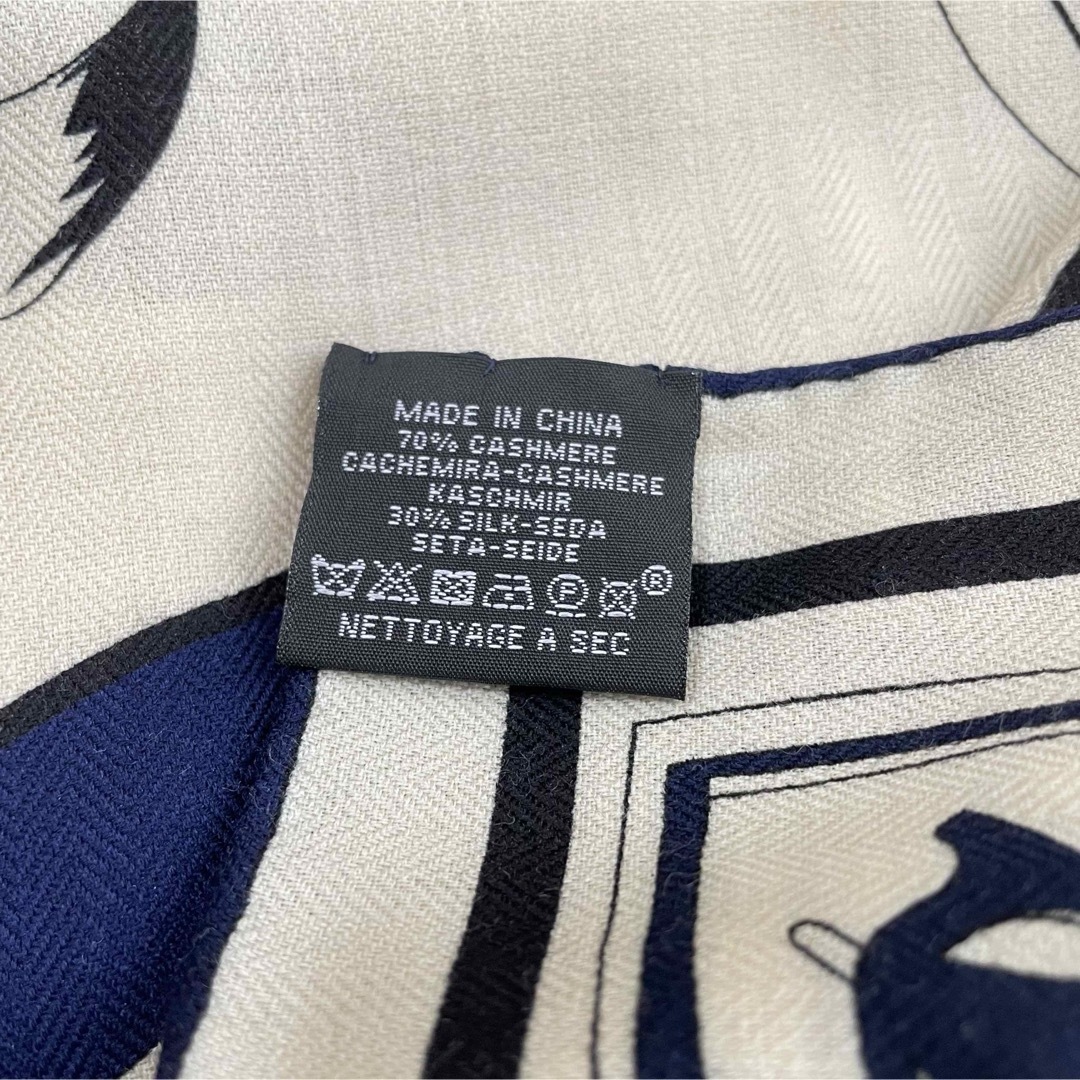 MADE IN CHINA
70% CASHMERE
CACHEMIRA-CASHMERE
KASCHMIR
30% SILK-SEDA
SETA-SEIDE
P ®
NETTOYAGE A SEC